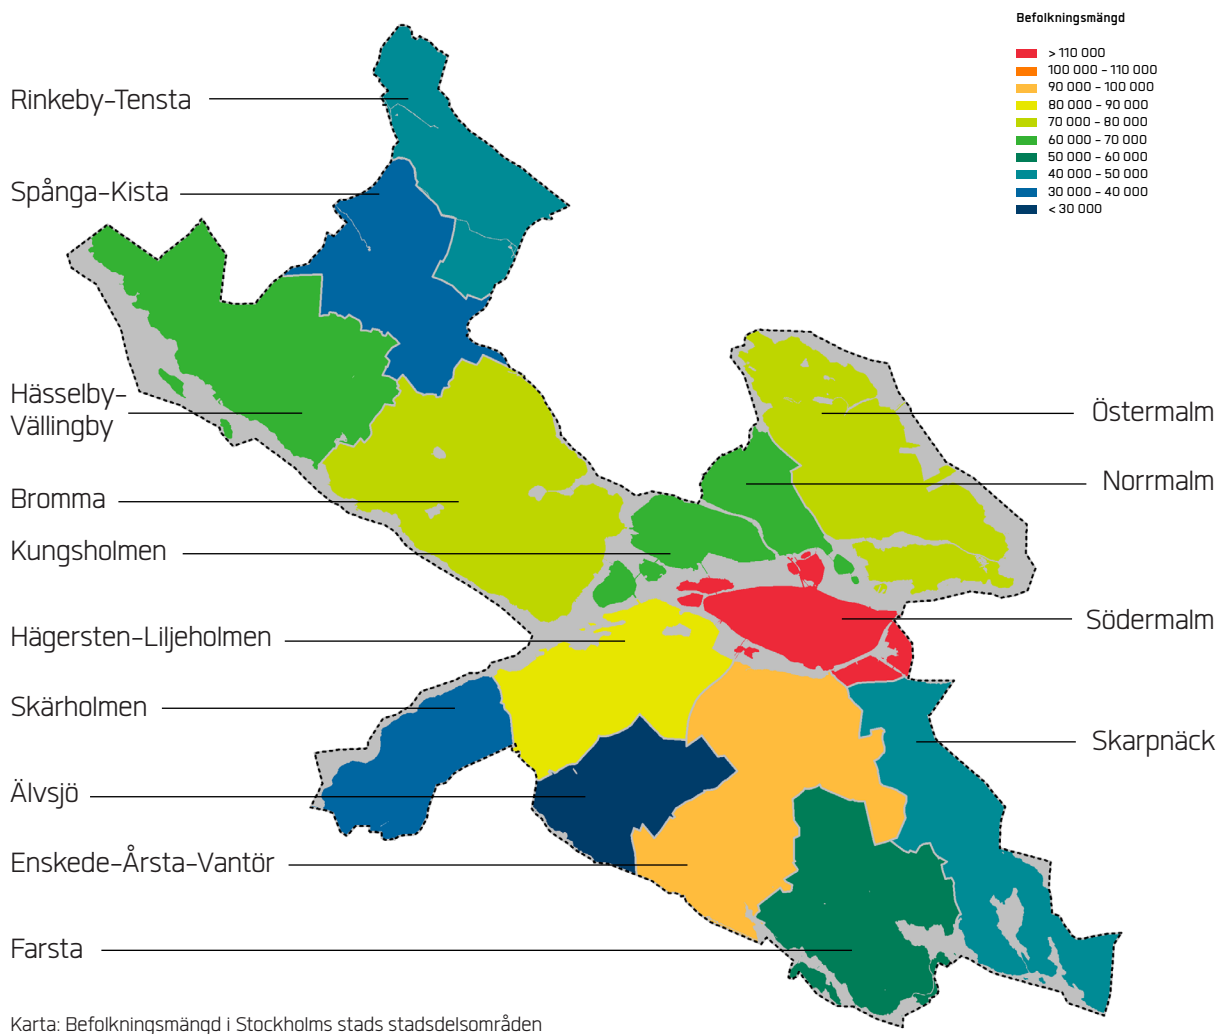 Befolkningsmängd
> 110 000
100 000 - 110 000
90 000 - 100 000
80 000 - 90 000
70 000 - 80 000
60 000 - 70 000
50 000 - 60 000
40 000 - 50 000
30 000 - 40 000
< 30 000
Rinkeby-Tensta
Spånga-Kista
Hässelby-
Vällingby
Bromma
Kungsholmen
Hägersten-Liljeholmen
Skärholmen
Älvsjö
Enskede-Årsta-Vantör
Farsta
Östermalm
Norrmalm
Södermalm
Skarpnäck
Karta: Befolkningsmängd i Stockholms stads stadsdelsområden